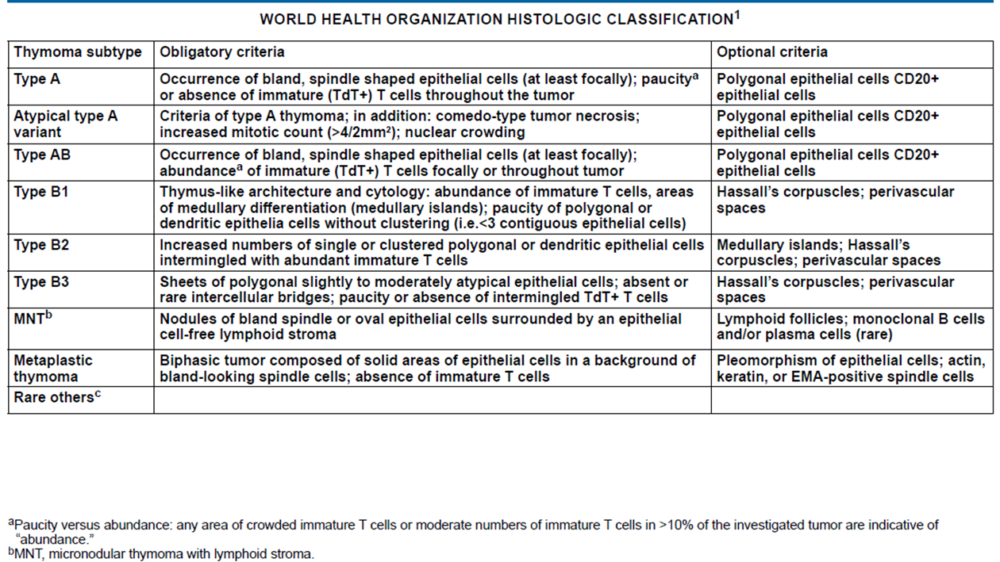 WORLD HEALTH ORGANIZATION HISTOLOGIC CLASSIFICATION1
Thymoma subtype Obligatory criteria Optional criteria
Type A Occurrence of bland, spindle shaped epithelial cells (at least focally); paucitya Polygonal epithelial cells CD20+
or absence of immature (TdT+) T cells throughout the tumor epithelial cells
Atypical type A Criteria of type A thymoma; in addition: comedo-type tumor necrosis; Polygonal epithelial cells CD20+
variant increased mitotic count (>4/2mm²); nuclear crowding epithelial cells
Type AB Occurrence of bland, spindle shaped epithelial cells (at least focally); Polygonal epithelial cells CD20+
abundancea of immature (TdT+) T cells focally or throughout tumor epithelial cells
Type B1 Thymus-like architecture and cytology: abundance of immature T cells, areas Hassall's corpuscles; perivascular
of medullary differentiation (medullary islands); paucity of polygonal or spaces
dendritic epithelia cells without clustering (i.e.<3 contiguous epithelial cells)
Type B2 Increased numbers of single or clustered polygonal or dendritic epithelial cells Medullary islands; Hassall's
intermingled with abundant immature T cells corpuscles; perivascular spaces
Type B3 Sheets of polygonal slightly to moderately atypical epithelial cells; absent or Hassall's corpuscles; perivascular
rare intercellular bridges; paucity or absence of intermingled TdT+ T cells spaces
MNTb Nodules of bland spindle or oval epithelial cells surrounded by an epithelial Lymphoid follicles; monoclonal B cells
cell-free lymphoid stroma and/or plasma cells (rare)
Metaplastic Biphasic tumor composed of solid areas of epithelial cells in a background of Pleomorphism of epithelial cells; actin,
thymoma bland-looking spindle cells; absence of immature T cells keratin, or EMA-positive spindle cells
Rare othersc
aPaucity versus abundance: any area of crowded immature T cells or moderate numbers of immature T cells in >10% of the investigated tumor are indicative of
“abundance.”
bMNT, micronodular thymoma with lymphoid stroma.